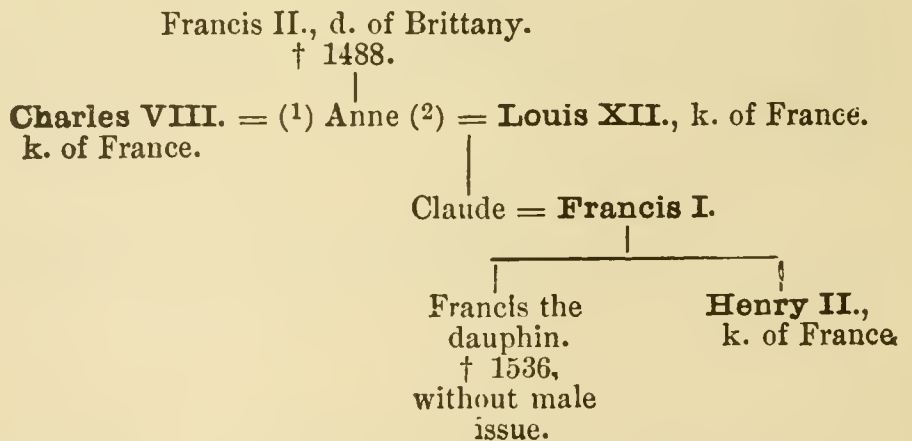 Francis II., d. of Brittany.
† 1488.
Charles VIII. = (1) Anne (2) = Louis XII., k. of France.
k. of France.
Claude = Francis I.
Francis the
dauphin.
† 1536,
without male
issue.
Henry II.,
k. of France.